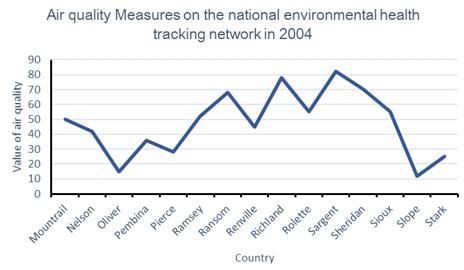 Air quality Measures on the national environmental health
tracking network in 2004
Value of air quality
90
80
70
60
50
40
30
20
10
0
Mountrail
Nelson
Oliver
Pembina
Pierce
Ramsey
Ransom
Renville
Richland
Rolette
Sargent
Sheridan
Sioux
Slope
Stark
Country